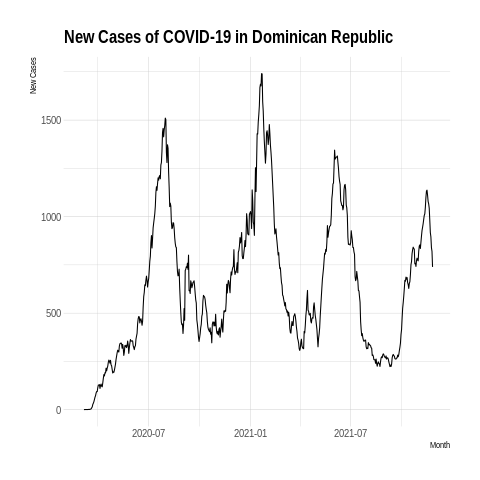 New Cases of COVID-19 in Dominican Republic
New Cases
1500
1000
500
0
2020-07
2021-01
2021-07
Month